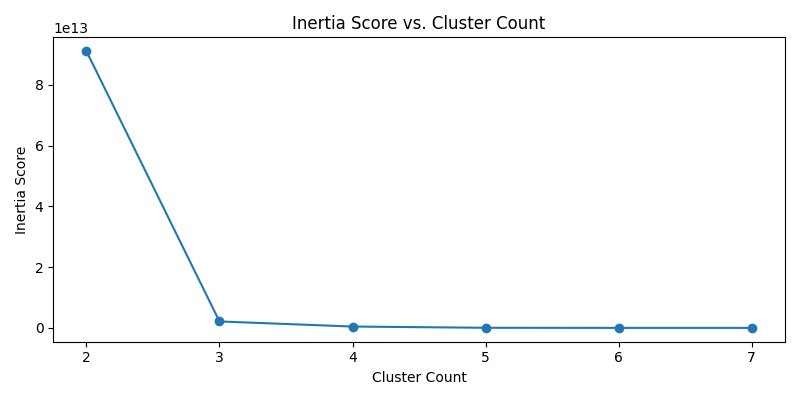 Inertia Score vs. Cluster Count
1e13
8
6
4
2
0
Inertia Score
2 3 4 5 6 7
Cluster Count